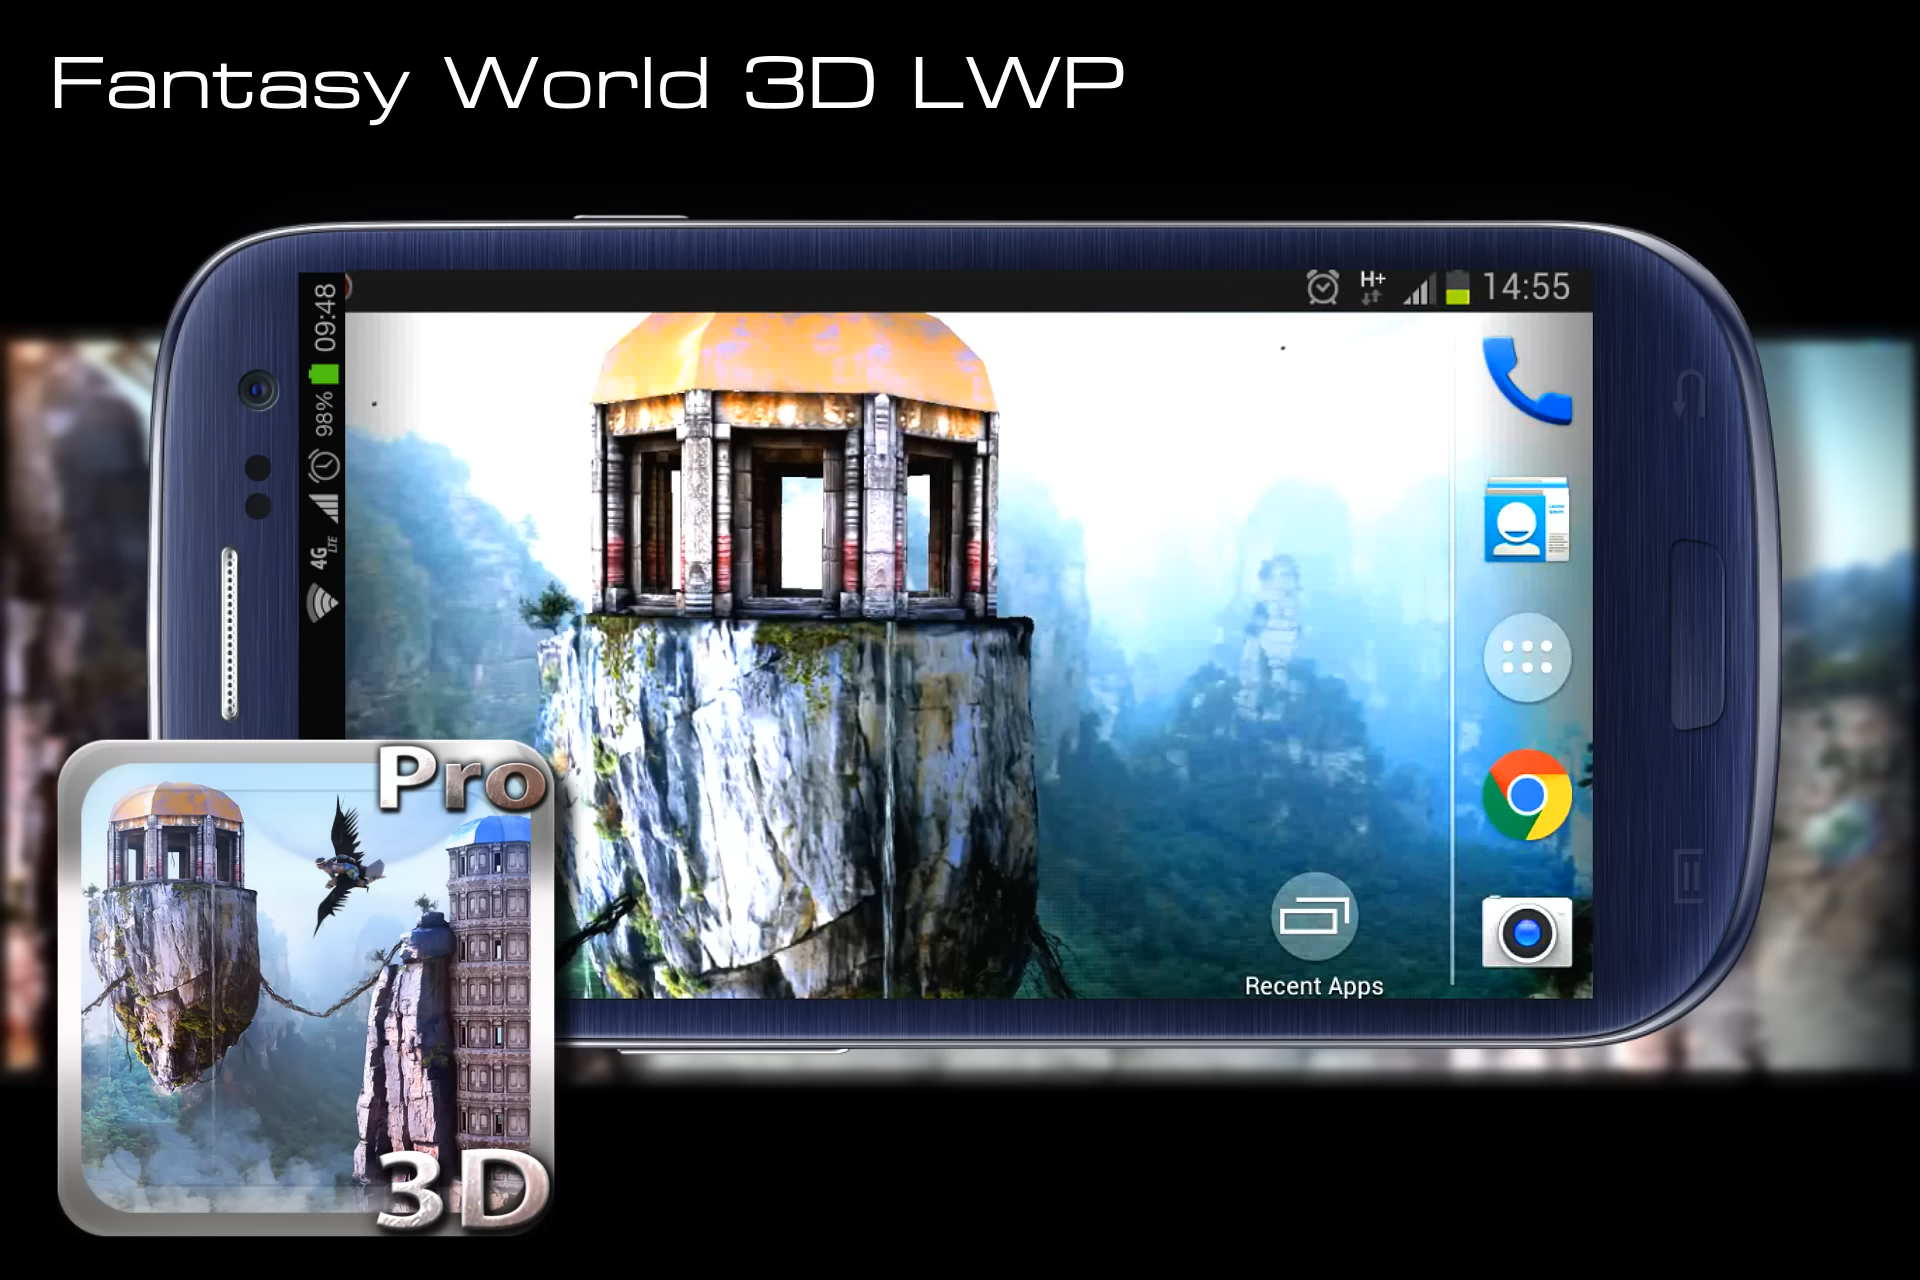 Fantasy World 3D LWP
H+
14:55
09:48
98%
4G
LTE
Recent Apps
Pro
3D